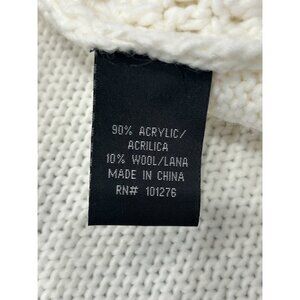 90% ACRYLIC/
ACRILICA
10% WOOL/LANA
MADE IN CHINA
RN# 101276